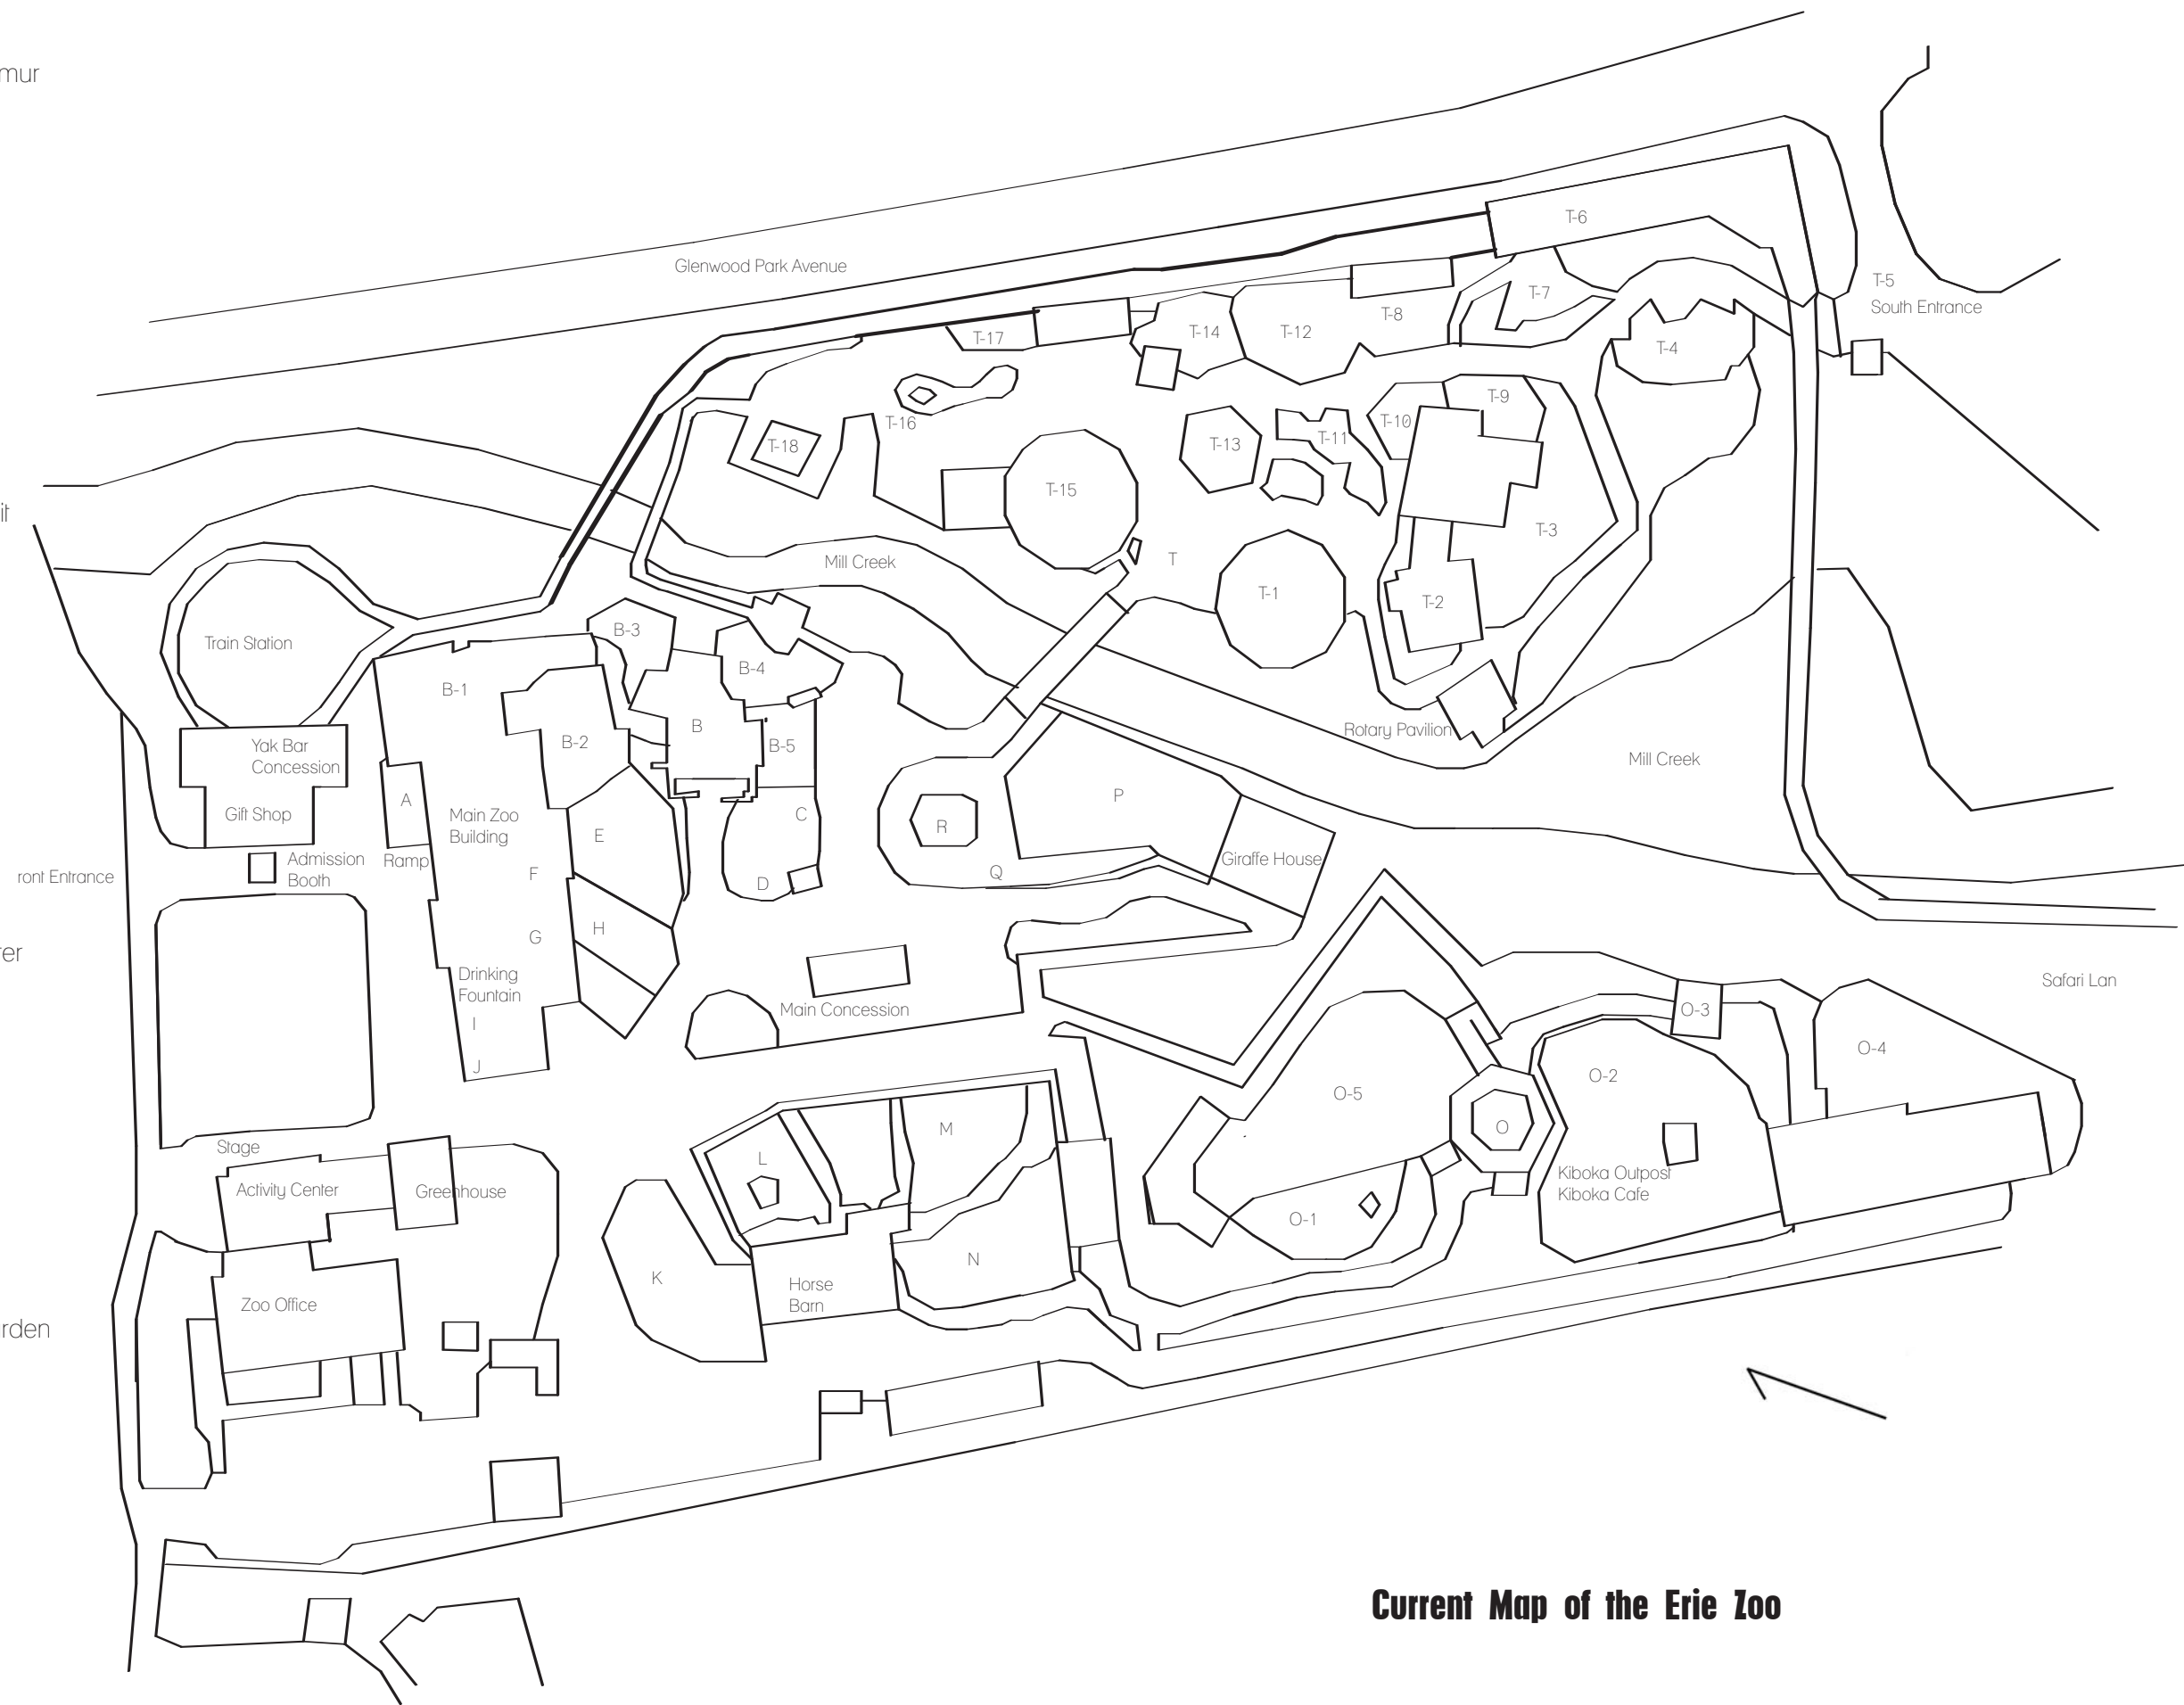 mur
it
rer
arden
Glenwood Park Avenue
T-6
T-5
South Entrance
T-7
T-8
T-14
T-12
T-17
T-4
T-9
T-10
T-16
T-11
T-13
T-18
T-15
T-3
T
Mill Creek
T-1
T-2
B-3
Train Station
B-4
B-1
B
B-2
B-5
Rotary Pavilion
Mill Creek
Yak Bar
Concession
A
P
C
Gift Shop
Main Zoo
Building
R
E
Admission
Booth
Ramp
Giraffe House
ront Entrance
F
Q
D
H
G
Drinking
Fountain
Safari Lan
Main Concession
O-3
I
O-4
J
O-2
O-5
M
O
Stage
L
Kiboka Outpost
Kiboka Cafe
Activity Center
Greenhouse
O-1
N
K
Horse
Barn
Zoo Office
Current Map of the Erie Zoo